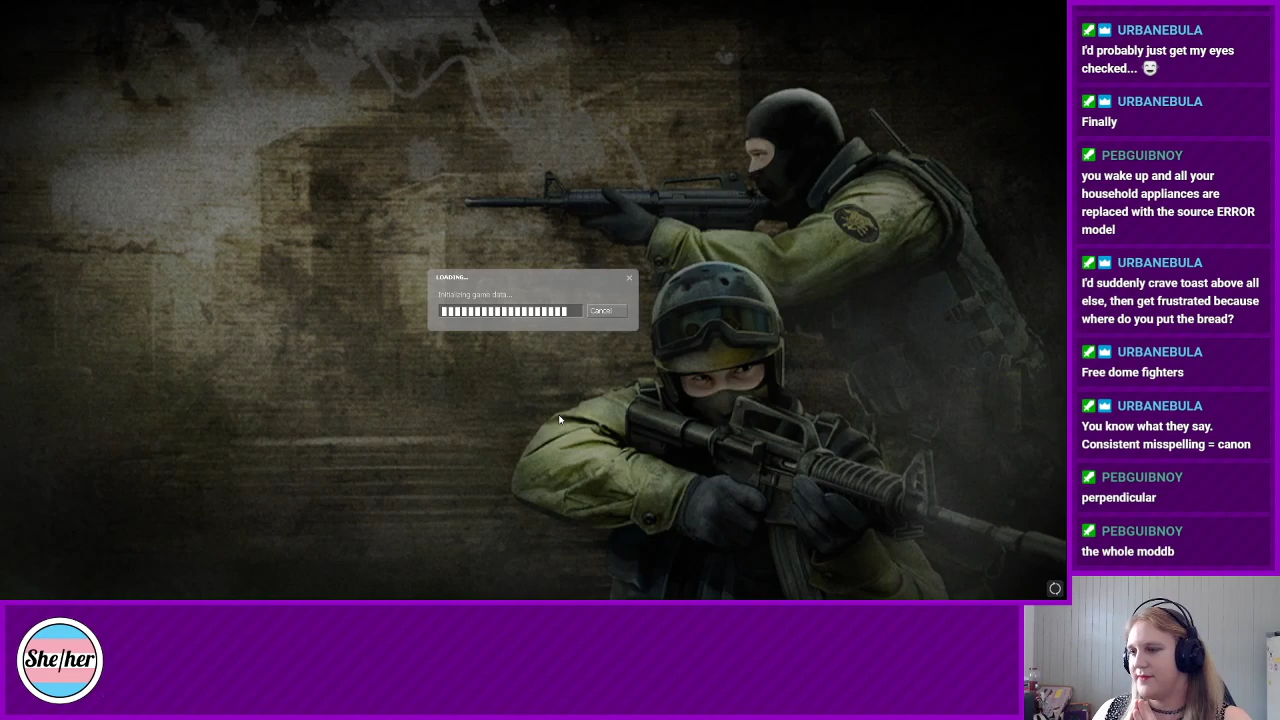 LOADING...
Initializing game data...
Cancel
URBANEBULA
I'd probably just get my eyes
checked...
URBANEBULA
Finally
PEBGUIBNOY
you wake up and all your
household appliances are
replaced with the source ERROR
model
URBANEBULA
I'd suddenly crave toast above all
else, then get frustrated because
where do you put the bread?
URBANEBULA
Free dome fighters
URBANEBULA
You know what they say.
Consistent misspelling = canon
PEBGUIBNOY
perpendicular
PEBGUIBNOY
the whole moddb
She/her